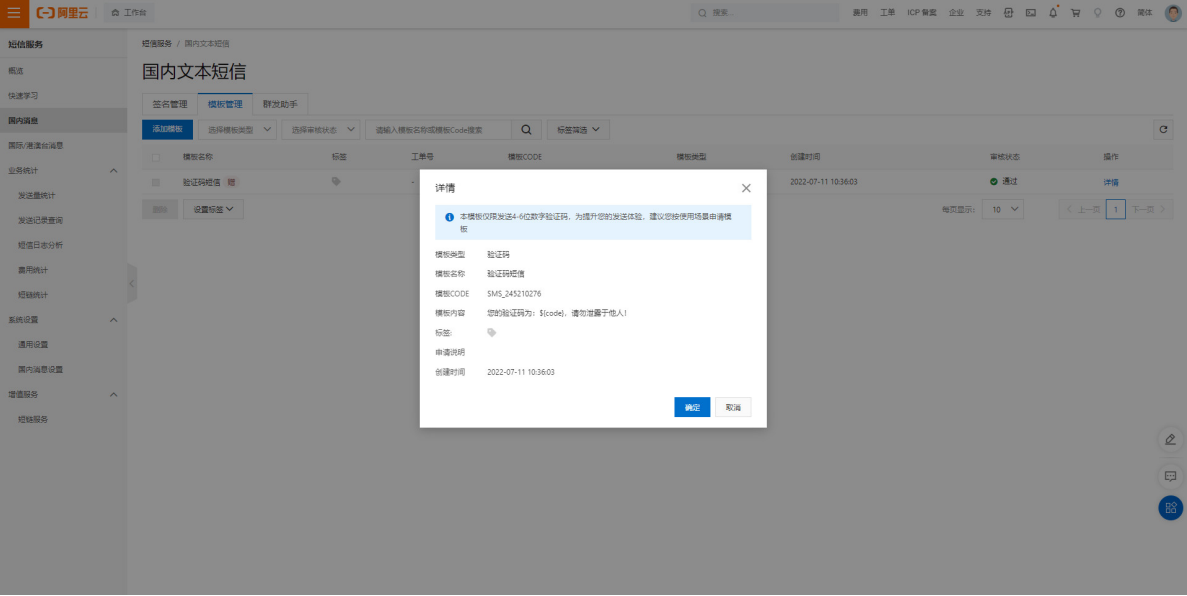 阿里云
工作台
搜索...
费用 工单 ICP 备案 企业 支持 简体
短信服务
概览
快速学习
国内消息
国际/港澳台消息
业务统计
发送量统计
发送记录查询
短信日志分析
费用统计
短链统计
系统设置
通用设置
国内消息设置
增值服务
短链服务
短信服务 / 国内文本短信
国内文本短信
签名管理 模板管理 群发助手
添加模板 选择模板类型 选择审核状态 请输入模板名称或模板Code搜索 标签筛选
模板名称 标签 工单号 模板CODE 模板类型 创建时间 审核状态 操作
验证码短信 赠 - 2022-07-11 10:36:03 通过 详情
删除 设置标签 每页显示: 10 上一页 1 下一页
详情
本模板仅限发送4-6位数字验证码，为提升您的发送体验，建议您按使用场景申请模
板
模板类型 验证码
模板名称 验证码短信
模板CODE SMS_245210276
模板内容 您的验证码为：${code}，请勿泄露于他人！
标签:
申请说明
创建时间 2022-07-11 10:36:03
确定 取消